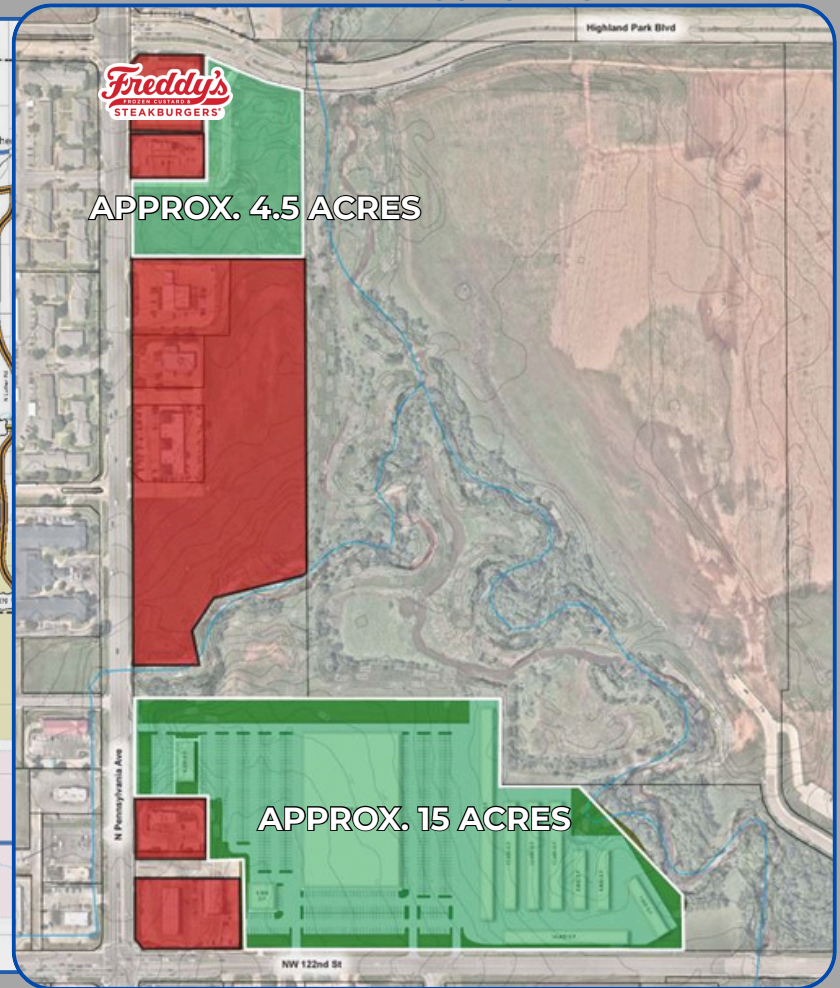 Highland Park Blvd
Freddy's
FROZEN CUSTARD &
STEAKBURGERS®
APPROX. 4.5 ACRES
N Pennsylvania Ave
APPROX. 15 ACRES
NW 122nd St